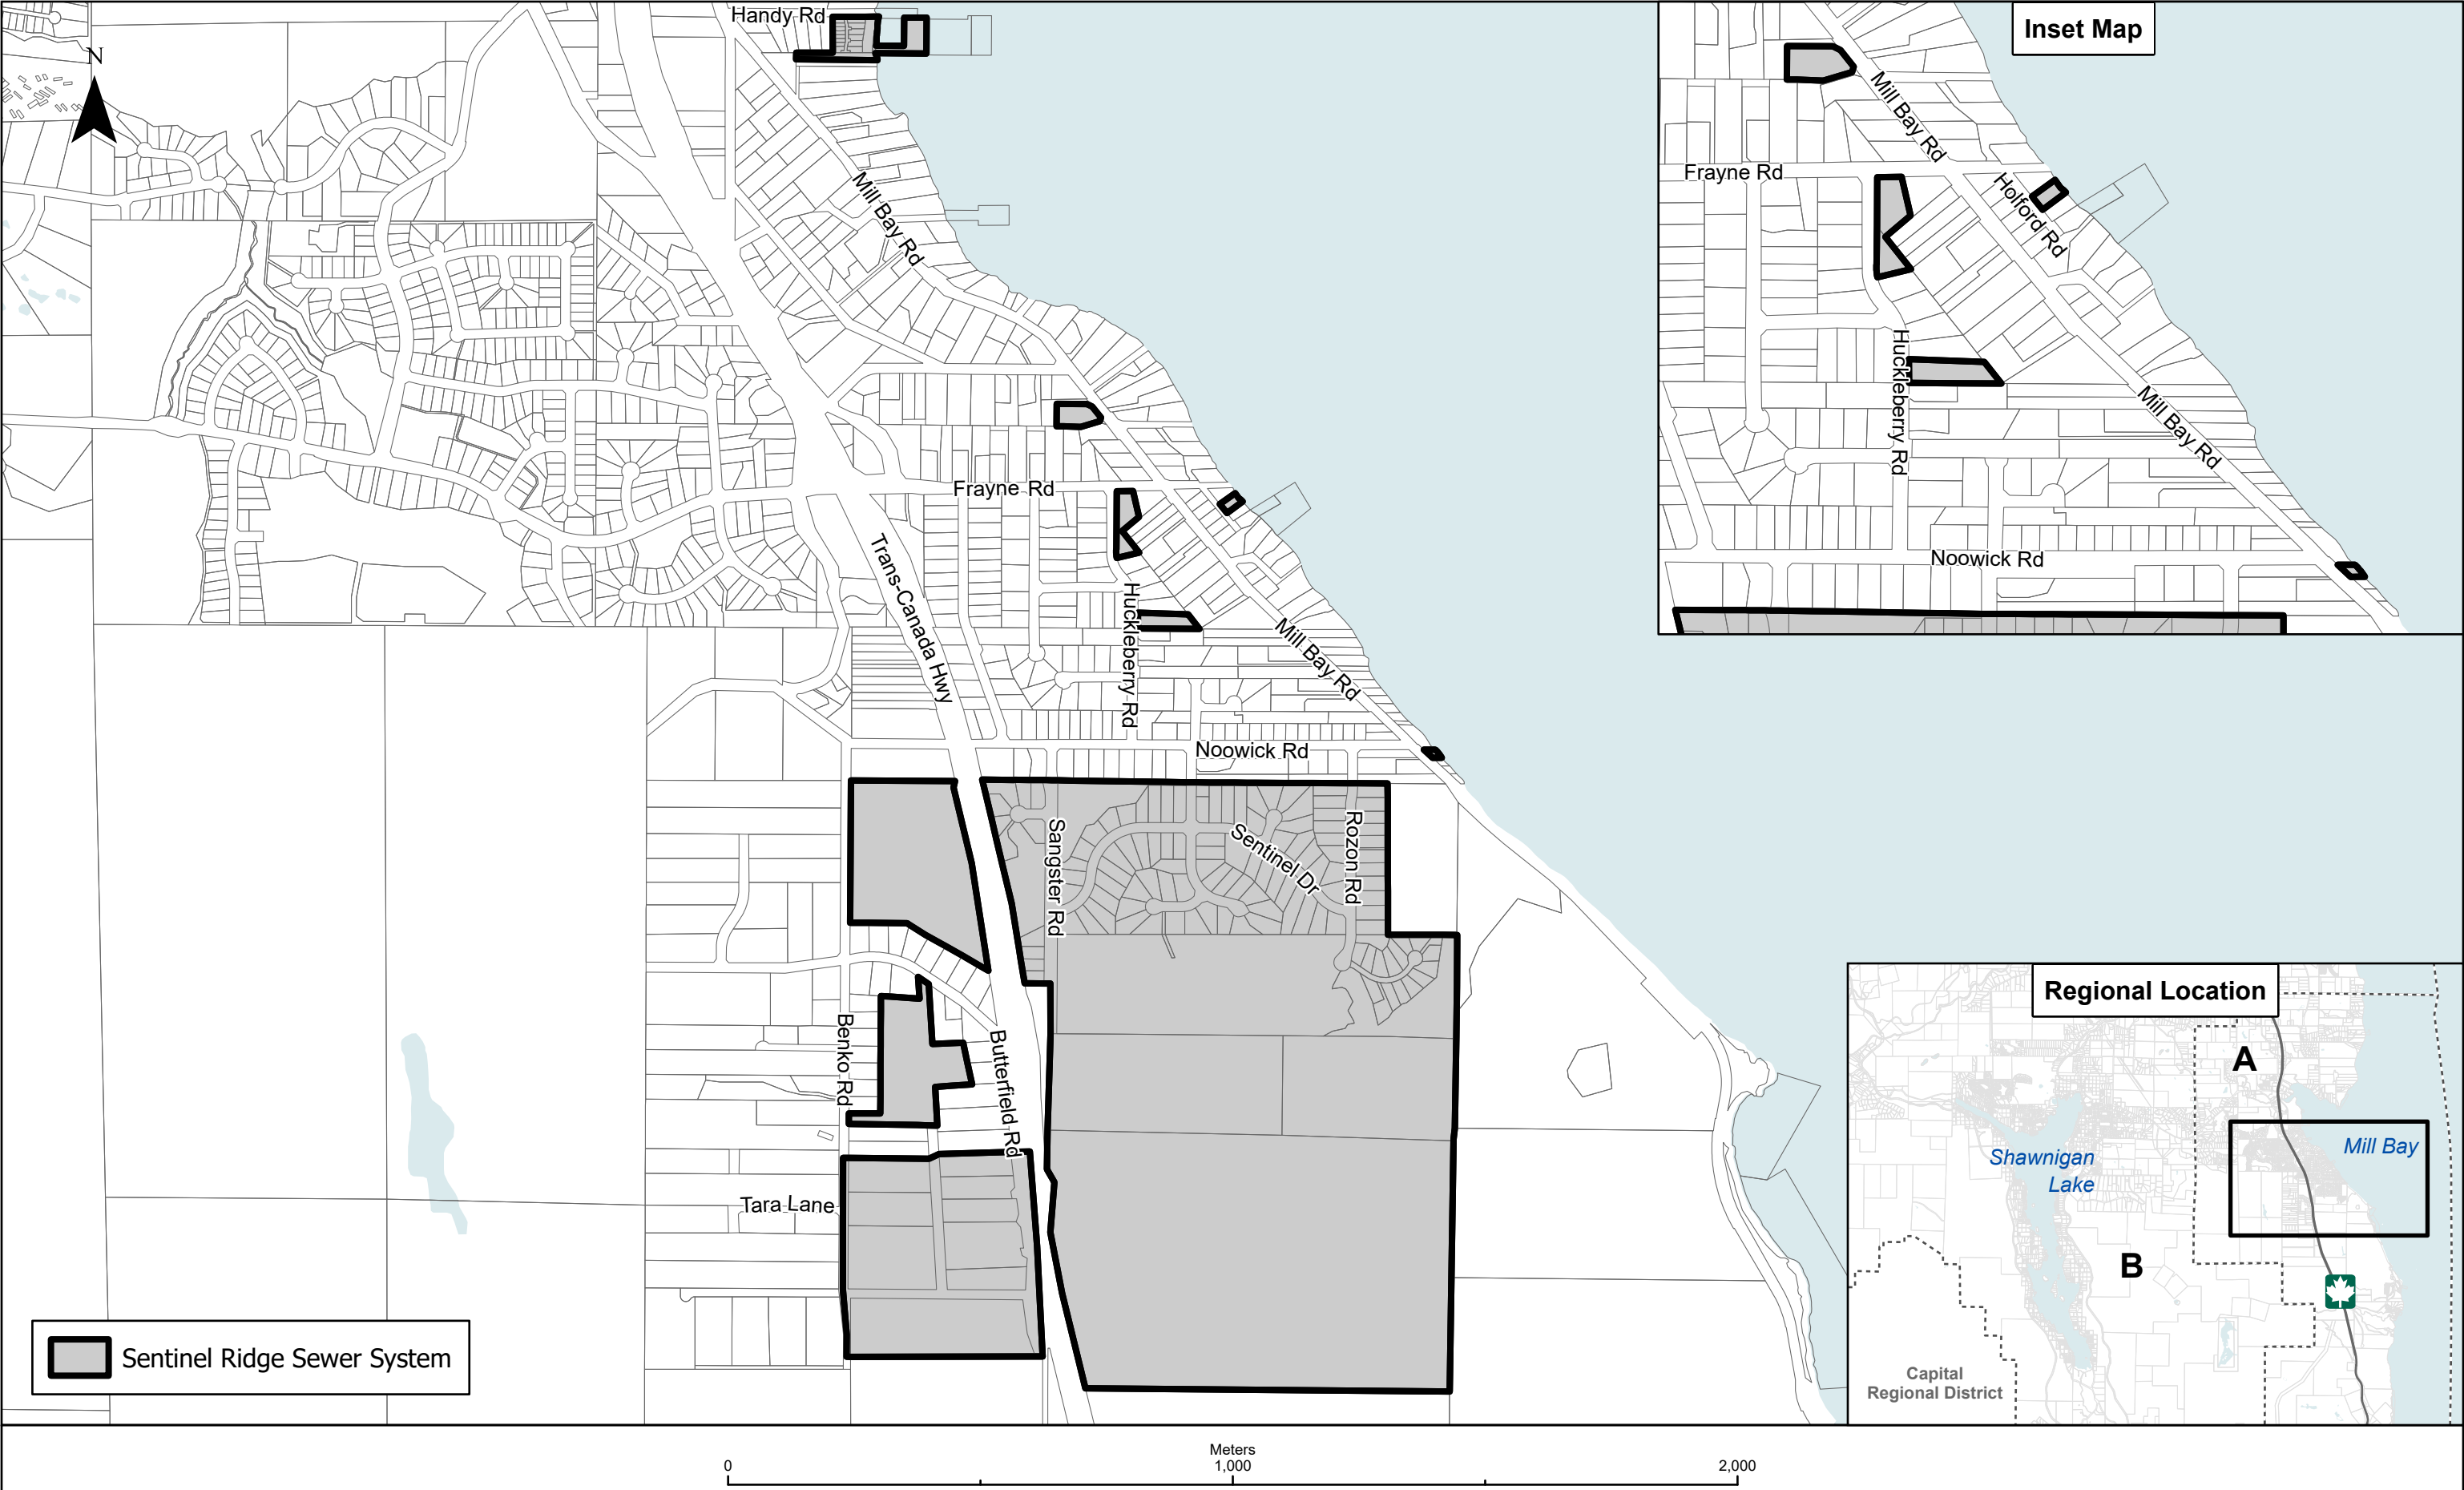 Handy Rd
N
Mill Bay Rd
Frayne Rd
Trans-Canada Hwy
Huckleberry Rd
Mill Bay Rd
Noowick Rd
Sangster Rd
Sentinel Dr
Rozon Rd
Benko Rd
Butterfield Rd
Tara Lane
Sentinel Ridge Sewer System
Inset Map
Mill Bay Rd
Frayne Rd
Holford Rd
Huckleberry Rd
Mill Bay Rd
Noowick Rd
Regional Location
A
Mill Bay
Shawnigan
Lake
B
Capital
Regional District
Meters
0
1,000
2,000